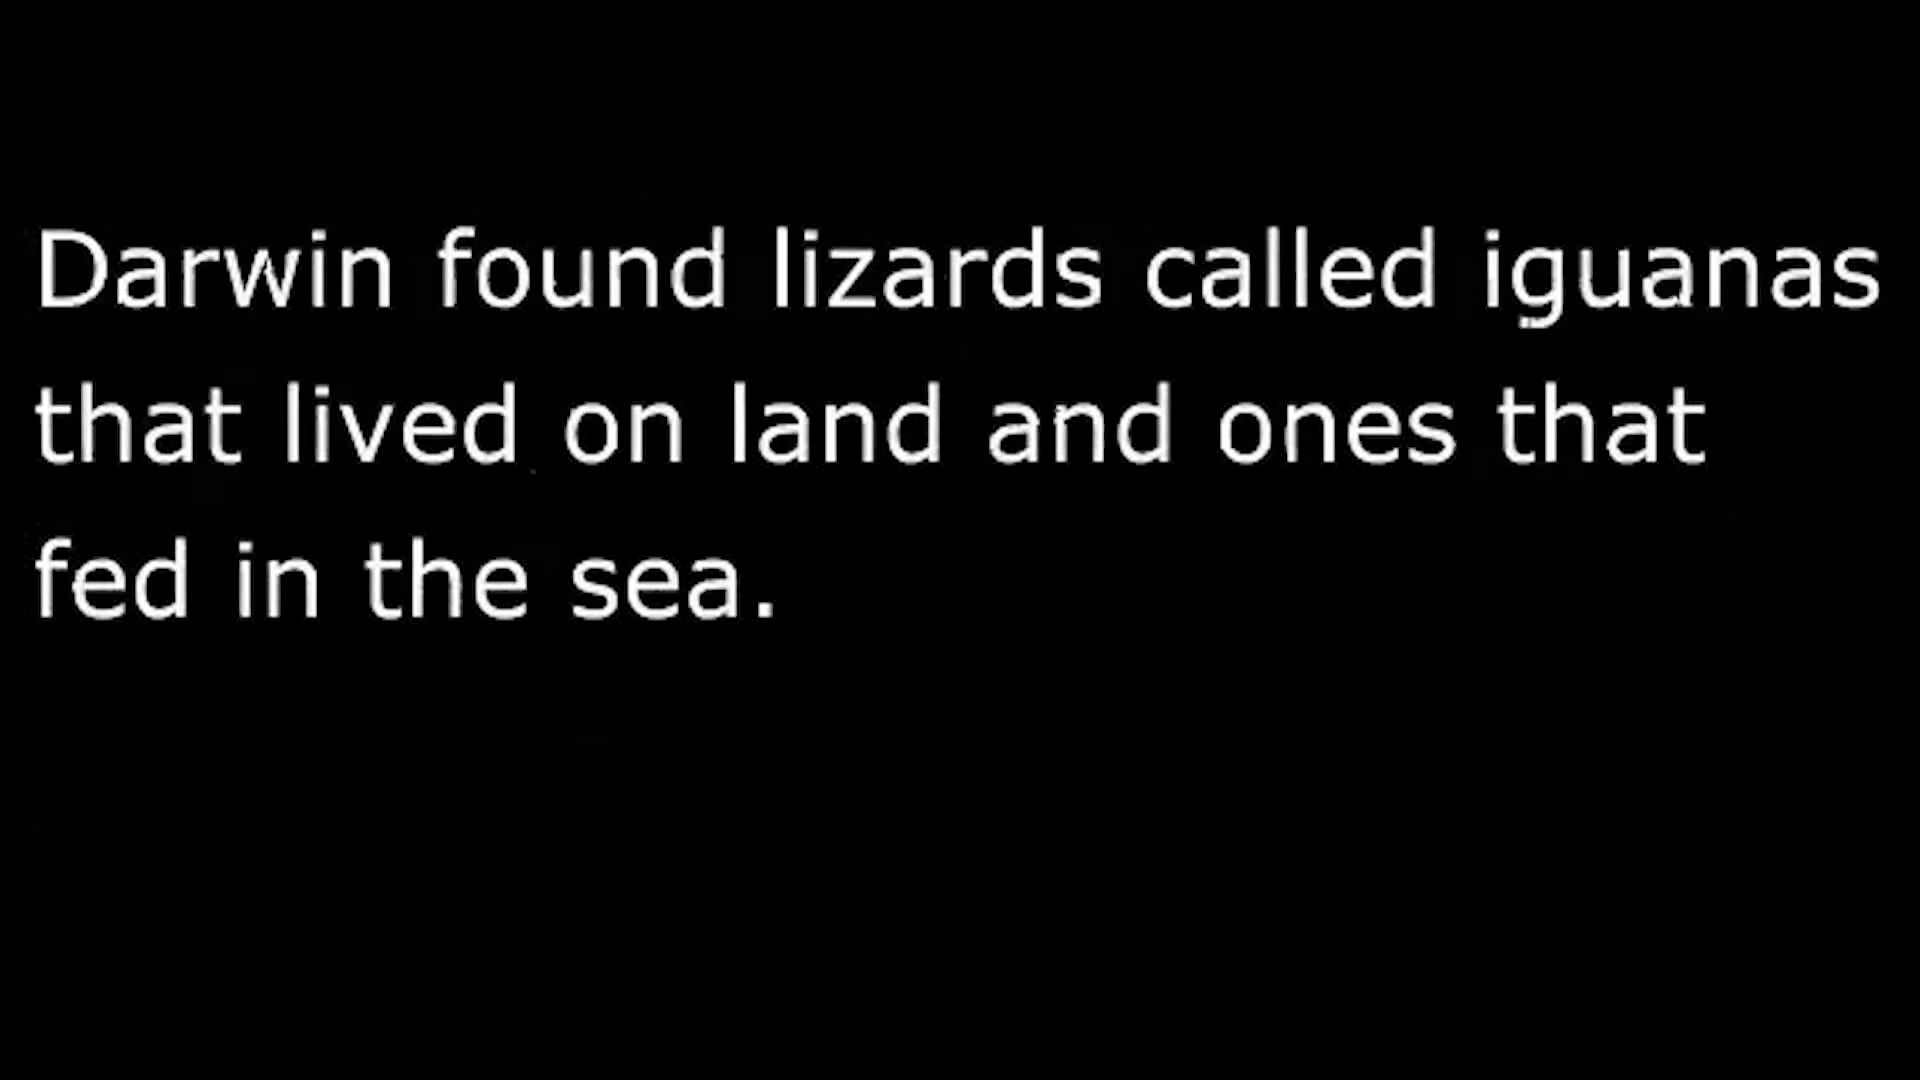 Darwin found lizards called iguanas
that lived on land and ones that
fed in the sea.